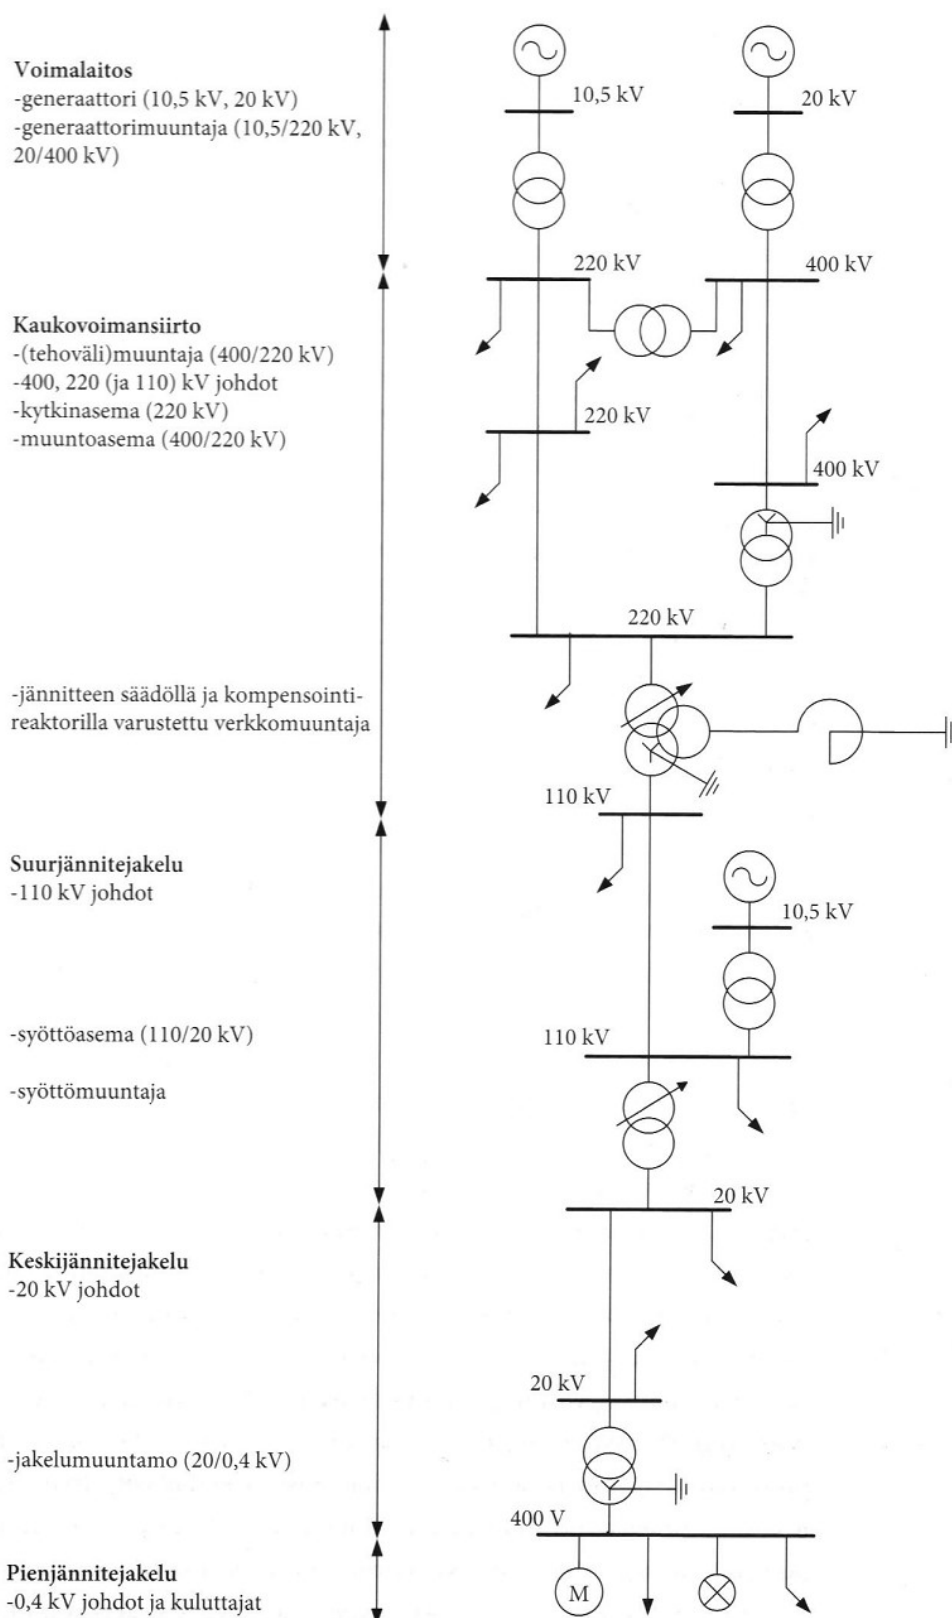 Voimalaitos
-generaattori (10,5 kV, 20 kV)
-generaattorimuuntaja (10,5/220 kV,
20/400 kV)
10,5 kV
20 kV
220 kV
400 kV
Kaukovoimansiirto
-(tehoväli)muuntaja (400/220 kV)
-400, 220 (ja 110) kV johdot
-kytkinasema (220 kV)
-muuntoasema (400/220 kV)
220 kV
400 kV
220 kV
-jännitteen säädöllä ja kompensointi-
reaktorilla varustettu verkkomuuntaja
110 kV
Suurjännitejakelu
-110 kV johdot
10,5 kV
-syöttöasema (110/20 kV)
110 kV
-syöttömuuntaja
20 kV
Keskijännitejakelu
-20 kV johdot
20 kV
-jakelumuuntamo (20/0,4 kV)
400 V
Pienjännitejakelu
-0,4 kV johdot ja kuluttajat
M